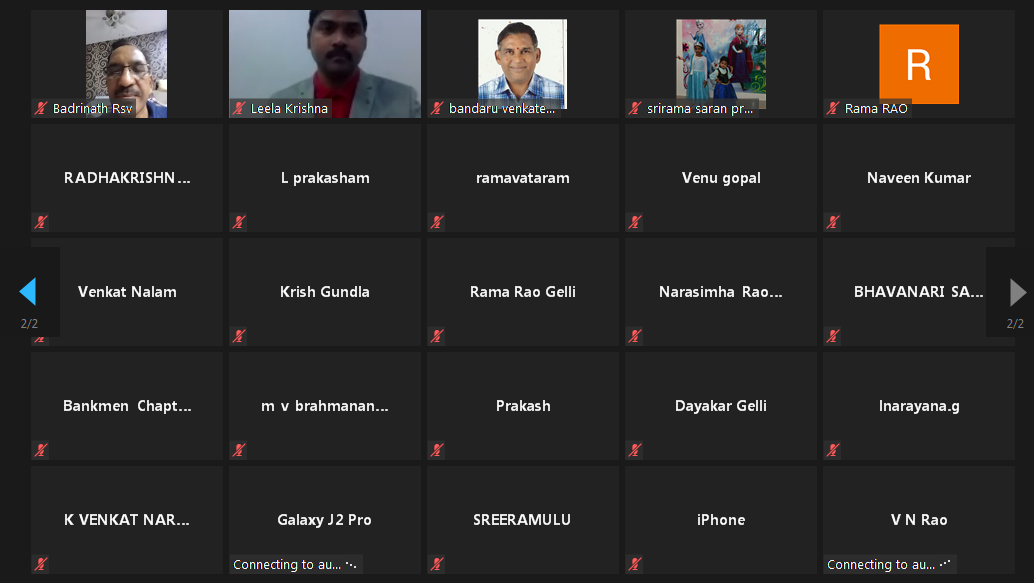 R
Badrinath Rsv
Leela Krishna
bandaru venkate...
srirama saran pr...
Rama RAO
RADHAKRISHN...
L prakasham
ramavataram
Venu gopal
Naveen Kumar
2/2
Venkat Nalam
Krish Gundla
Rama Rao Gelli
Narasimha Rao...
BHAVANARI SA...
2/2
Bankmen Chapt...
m v brahmanan...
Prakash
Dayakar Gelli
lnarayana.g
K VENKAT NAR...
Galaxy J2 Pro
SREERAMULU
iPhone
V N Rao
Connecting to au...
Connecting to au...